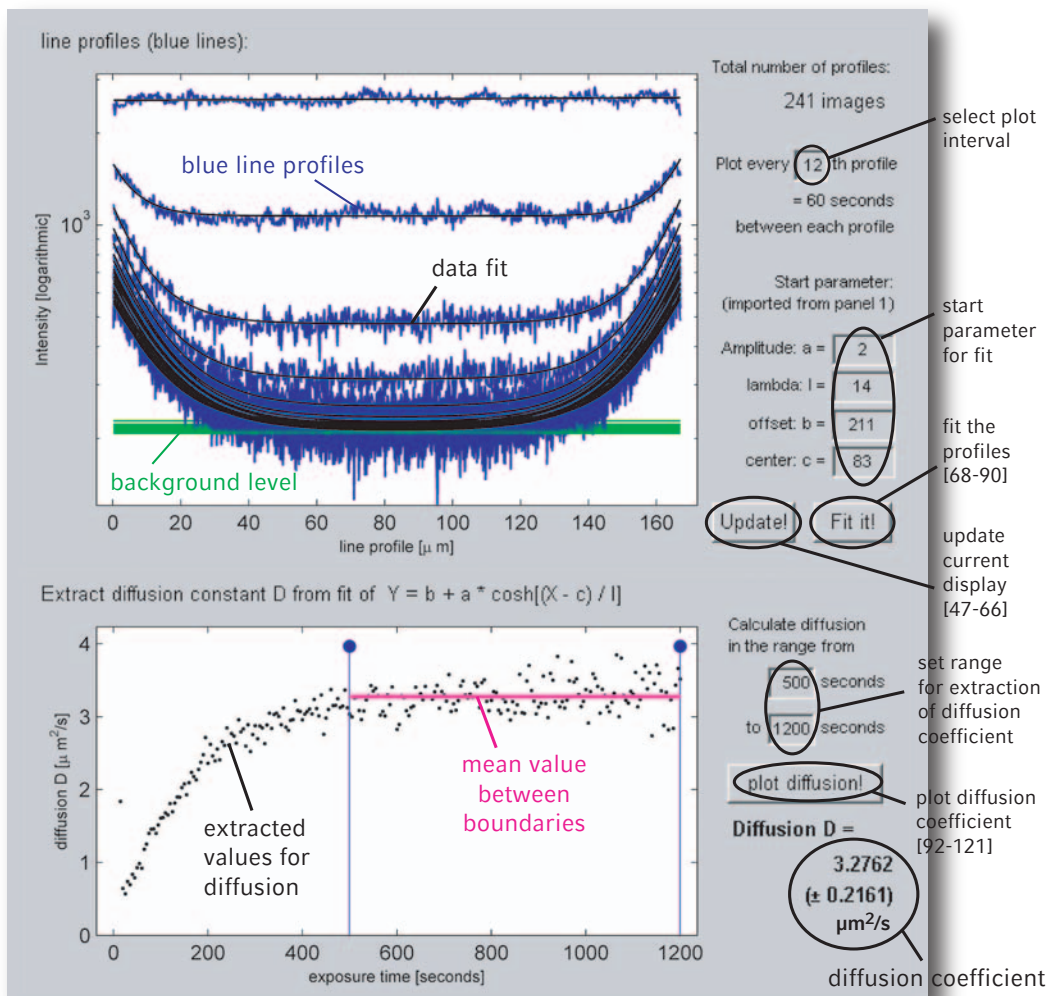 line profiles (blue lines):
Total number of profiles:
241 images
select plot
interval
Plot every 12 th profile
= 60 seconds
between each profile
blue line profiles
data fit
background level
10³
Intensity [logarithmic]
0 20 40 60 80 100 120 140 160
line profile [μ m]
Start parameter:
(imported from panel 1)
Amplitude: a = 2
lambda: l = 14
offset: b = 211
center: c = 83
start
parameter
for fit
fit the
profiles
[68-90]
Update! Fit it!
update
current
display
[47-66]
Extract diffusion constant D from fit of Y = b + a * cosh[(X - c) / l]
4
3
2
1
0
diffusion D [μ m²/s]
0 200 400 600 800 1000 1200
exposure time [seconds]
extracted
values for
diffusion
mean value
between
boundaries
Calculate diffusion
in the range from
500 seconds
to 1200 seconds
set range
for extraction
of diffusion
coefficient
plot diffusion!
plot diffusion
coefficient
[92-121]
Diffusion D =
3.2762
(± 0.2161)
µm²/s
diffusion coefficient